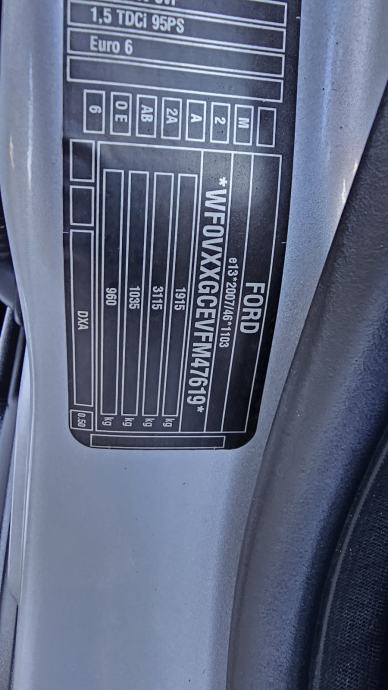 1,5 TDCi 95PS
Euro 6
M
2
A
2A
AB
0E
6
FORD
e13*2007/46*1103
*WF0VXXGCEVFM47619*
1915 kg
3115 kg
1035 kg
960 kg
DXA
0.50